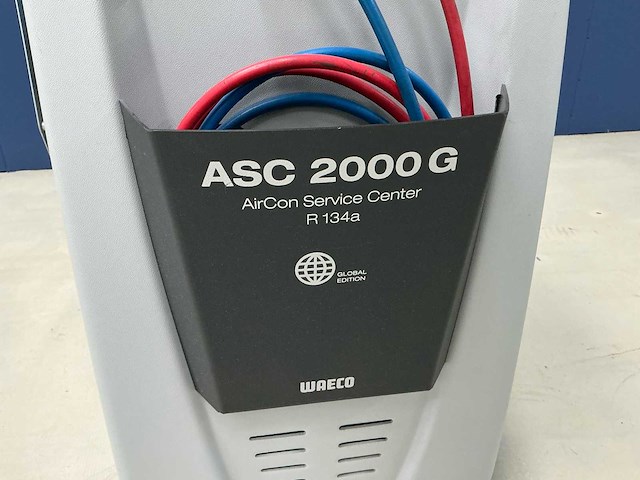 ASC 2000 G
AirCon Service Center
R 134a
GLOBAL
EDITION
WAECO